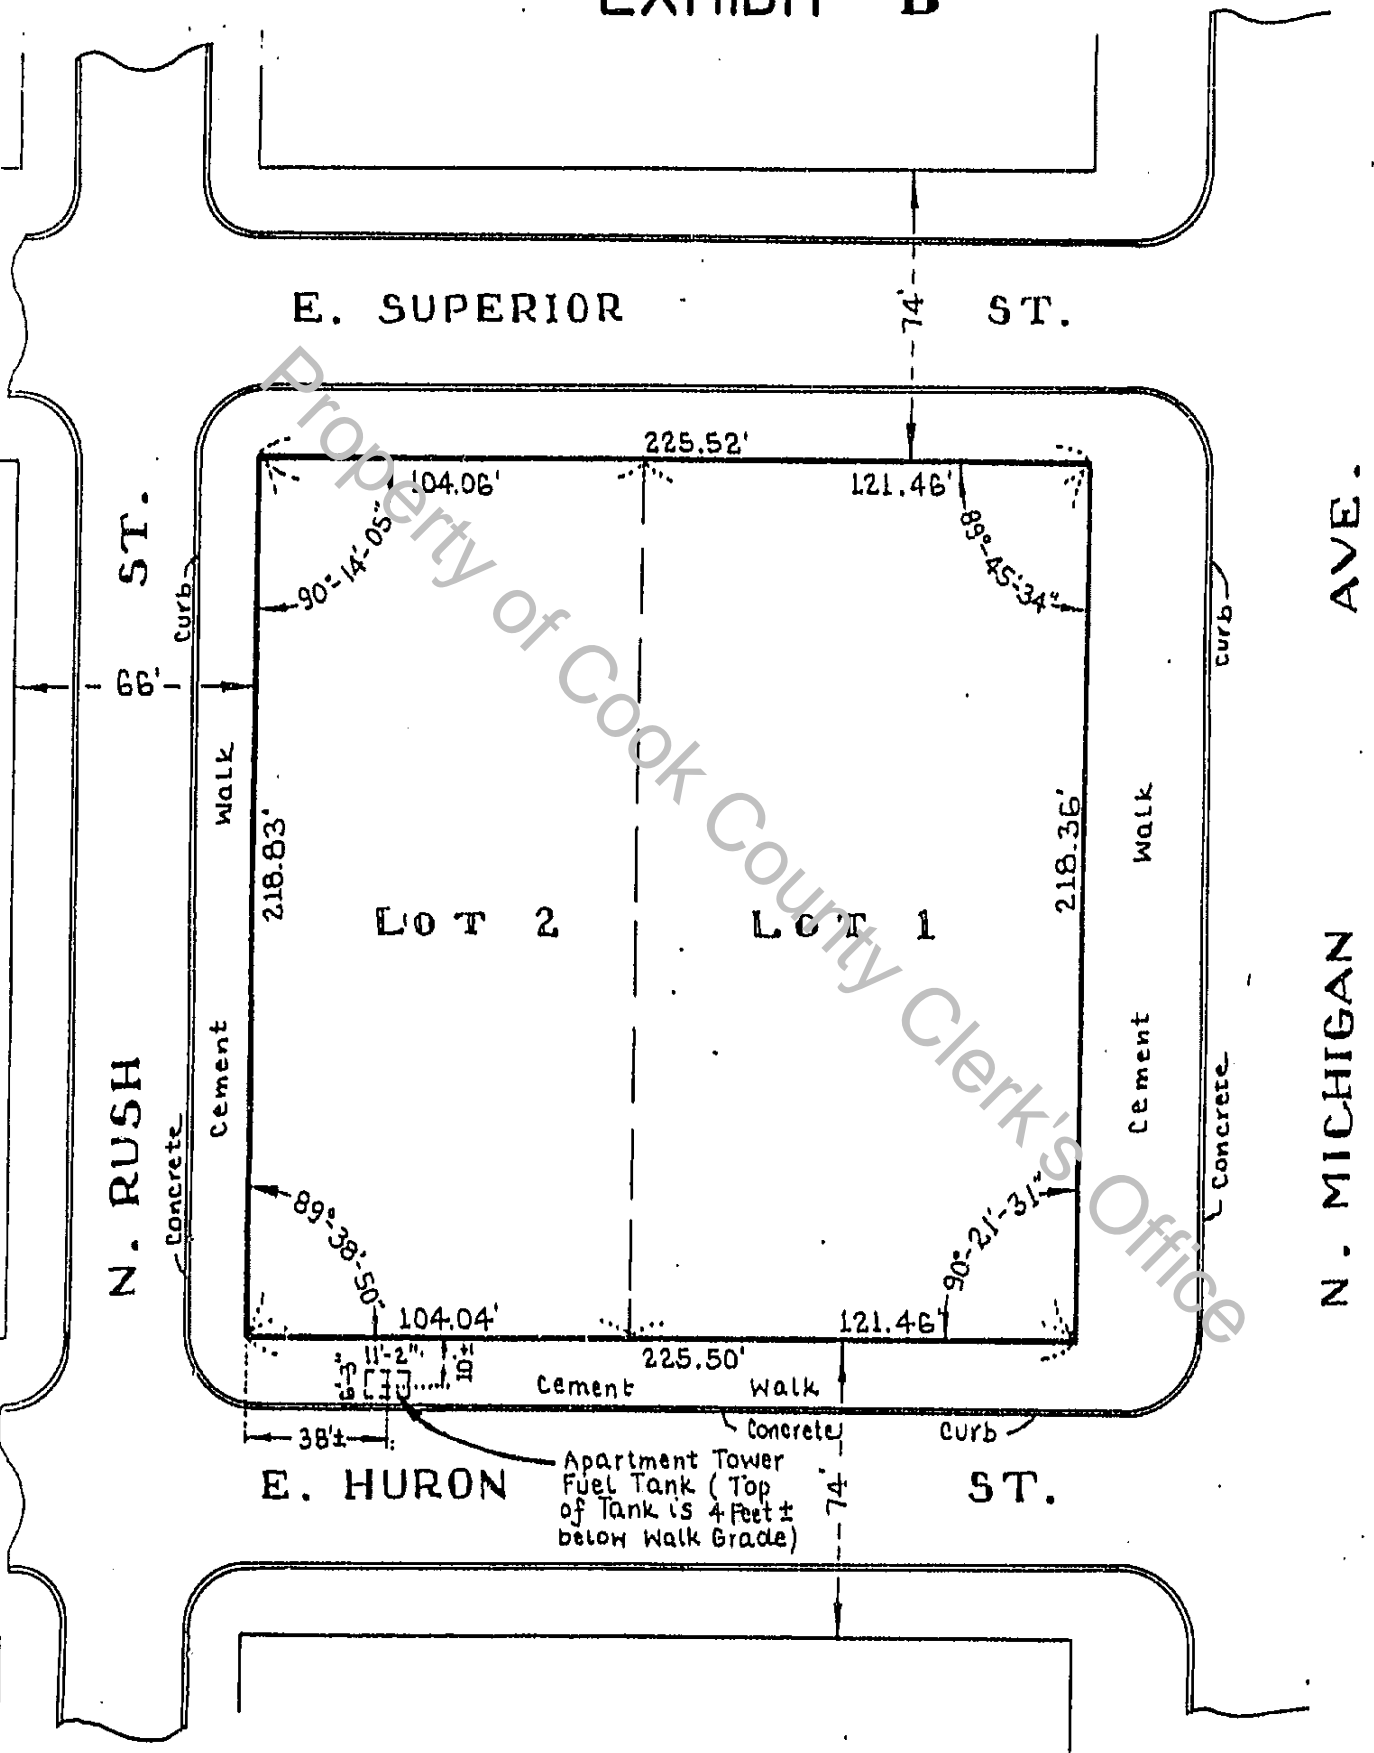 EXHIBIT B
E. SUPERIOR ST.
74'
225.52'
104.06'
121.46'
90°-14'-05"
89°-45'-34"
ST.
AVE.
Curb
Curb
66'
Walk
Walk
218.83'
218.36'
LOT 2
LOT 1
N. MICHIGAN
Cement
Cement
N. RUSH
Concrete
Concrete
89°-38'-50"
90°-21'-31"
104.04'
121.46'
11'-2"
10'±
225.50'
Cement Walk
Concrete Curb
38'±
Apartment Tower
Fuel Tank (Top
of Tank is 4 Feet ±
below Walk Grade)
E. HURON ST.
74'
Property of Cook County Clerk's Office